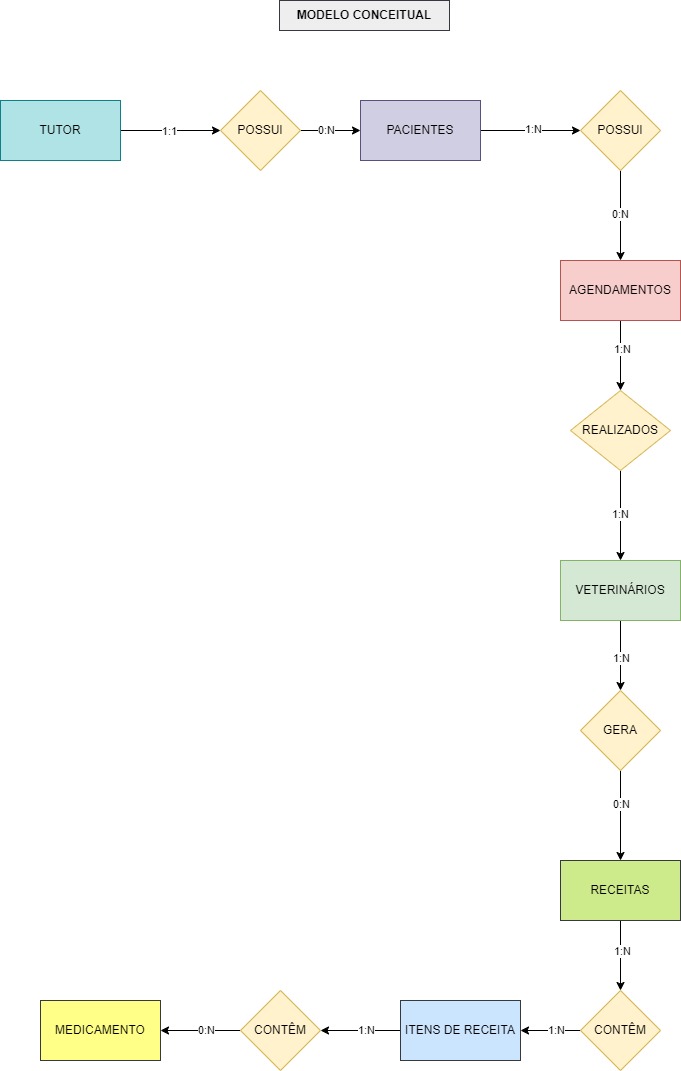 MODELO CONCEITUAL
TUTOR
1:1
POSSUI
0:N
PACIENTES
1:N
POSSUI
0:N
AGENDAMENTOS
1:N
REALIZADOS
1:N
VETERINÁRIOS
1:N
GERA
0:N
RECEITAS
1:N
CONTÊM
1:N
ITENS DE RECEITA
1:N
CONTÊM
0:N
MEDICAMENTO